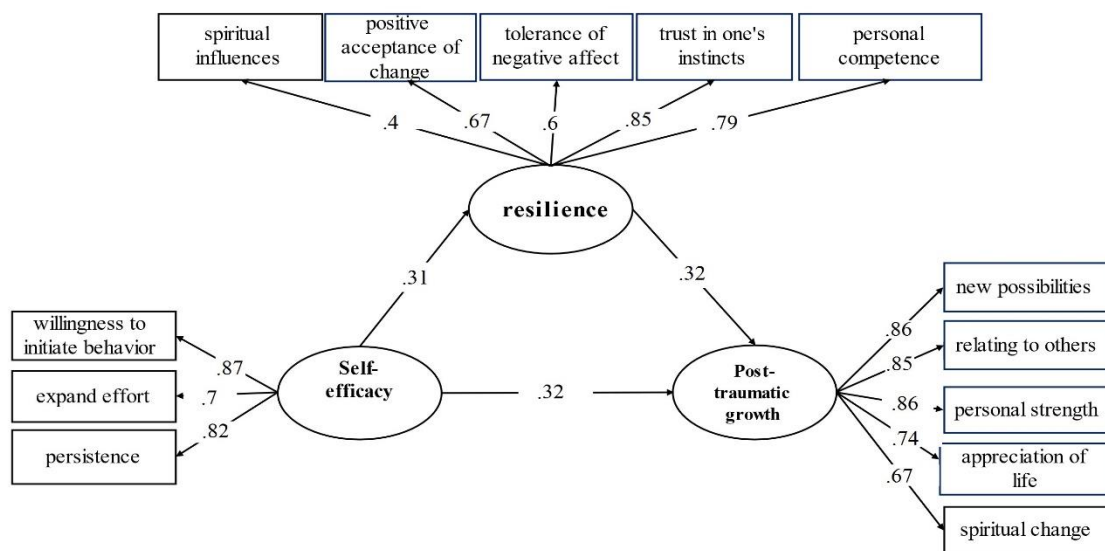 spiritual
influences
positive
acceptance of
change
tolerance of
negative affect
trust in one's
instincts
personal
competence
.4
.67
.6
.85
.79
resilience
.31
.32
willingness to
initiate behavior
expand effort
persistence
.87
.7
.82
Self-
efficacy
.32
Post-
traumatic
growth
.86
.85
.86
.74
.67
new possibilities
relating to others
personal strength
appreciation of
life
spiritual change